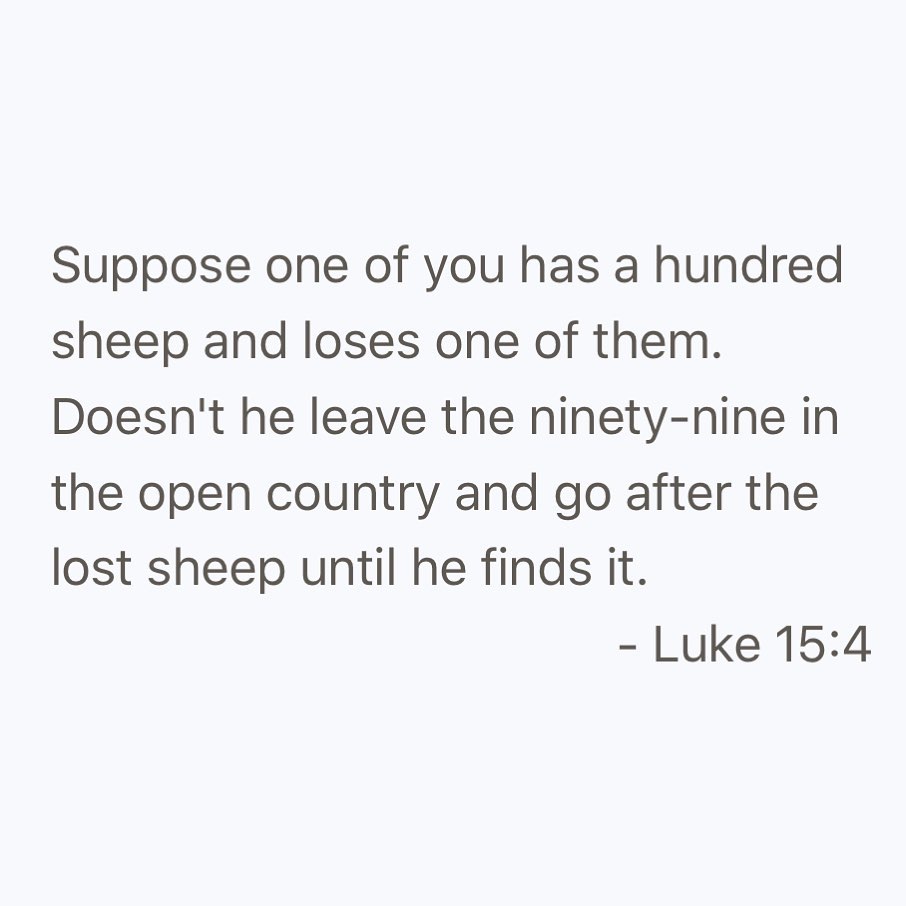 Suppose one of you has a hundred
sheep and loses one of them.
Doesn't he leave the ninety-nine in
the open country and go after the
lost sheep until he finds it.
- Luke 15:4